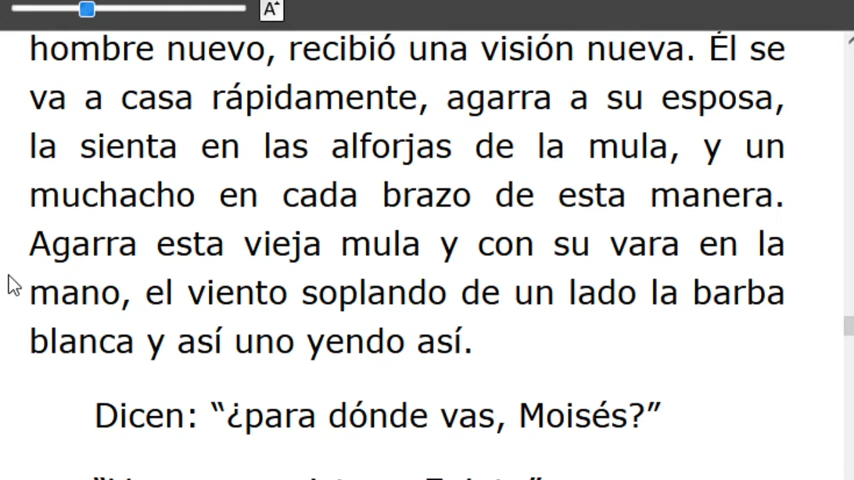 A
hombre nuevo, recibió una visión nueva. Él se
va a casa rápidamente, agarra a su esposa,
la sienta en las alforjas de la mula, y un
muchacho en cada brazo de esta manera.
Agarra esta vieja mula y con su vara en la
mano, el viento soplando de un lado la barba
blanca y así uno yendo así.
Dicen: “¿para dónde vas, Moisés?”